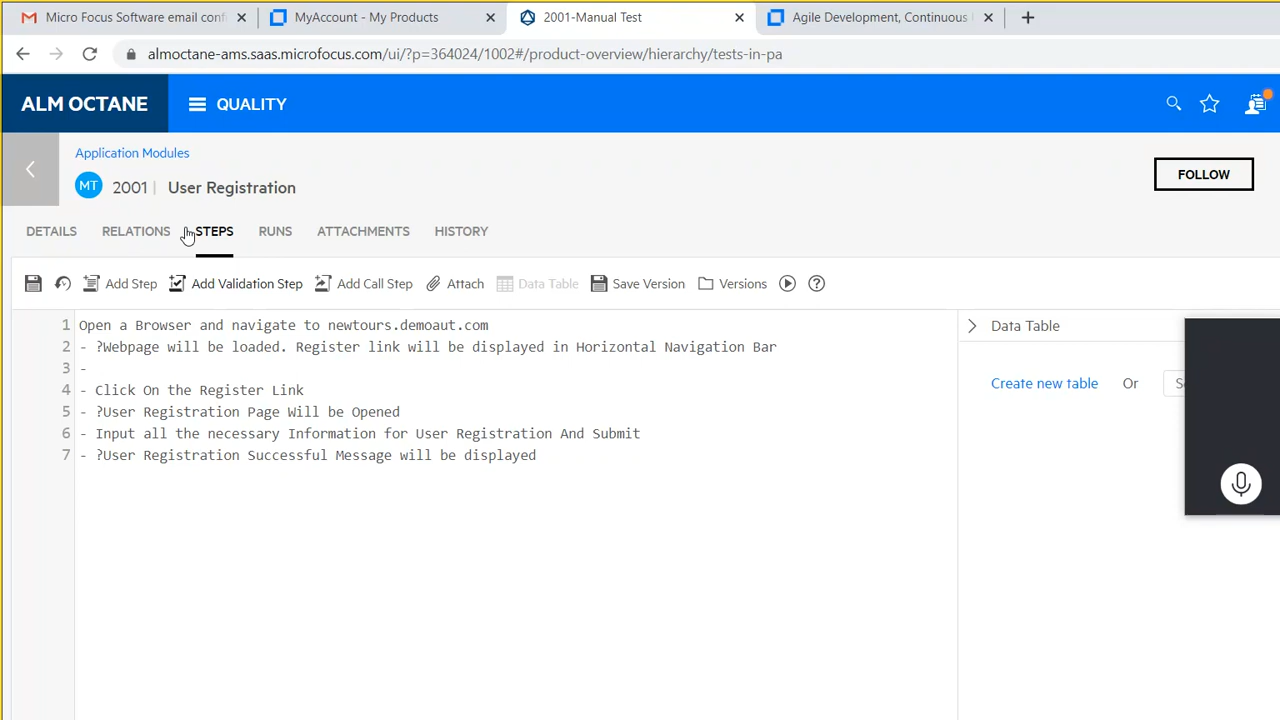 Micro Focus Software email conf
MyAccount - My Products
2001-Manual Test
Agile Development, Continuous
almoctane-ams.saas.microfocus.com/ui/?p=364024/1002#/product-overview/hierarchy/tests-in-pa
ALM OCTANE
QUALITY
Application Modules
MT 2001 | User Registration
FOLLOW
DETAILS RELATIONS STEPS RUNS ATTACHMENTS HISTORY
Add Step Add Validation Step Add Call Step Attach Data Table Save Version Versions
1 Open a Browser and navigate to newtours.demoaut.com
2 - ?Webpage will be loaded. Register link will be displayed in Horizontal Navigation Bar
3 -
4 - Click On the Register Link
5 - ?User Registration Page Will be Opened
6 - Input all the necessary Information for User Registration And Submit
7 - ?User Registration Successful Message will be displayed
Data Table
Create new table Or